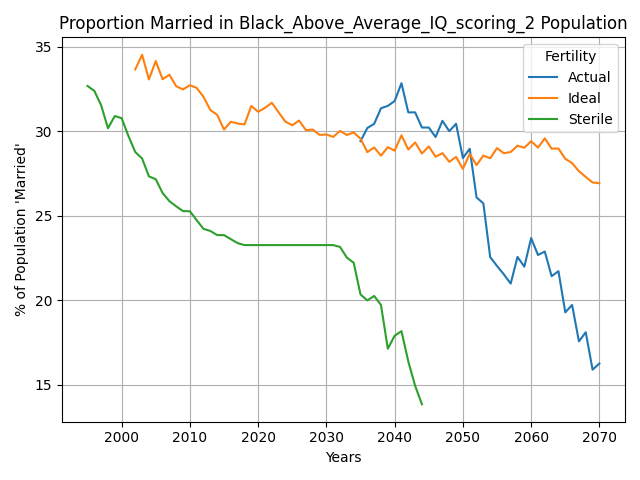 Proportion Married in Black_Above_Average_IQ_scoring_2 Population
35
30
25
20
15
% of Population 'Married'
Fertility
Actual
Ideal
Sterile
2000 2010 2020 2030 2040 2050 2060 2070
Years